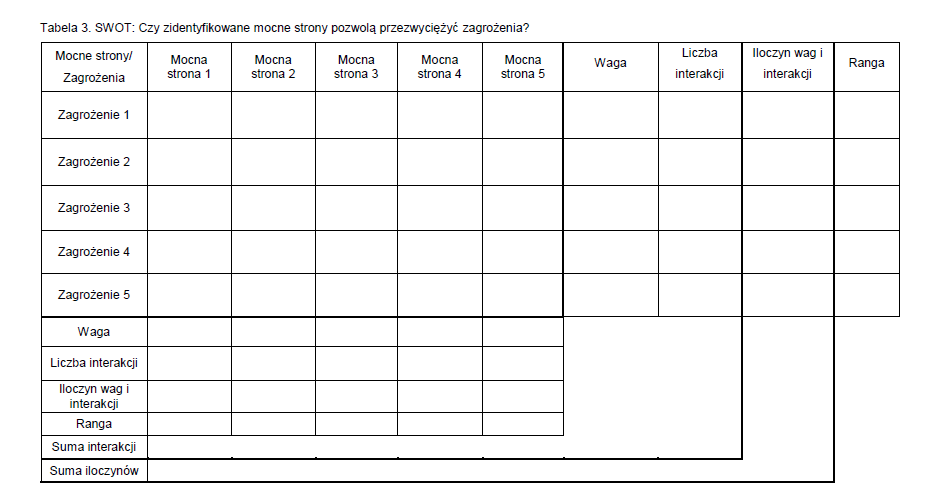 Tabela 3. SWOT: Czy zidentyfikowane mocne strony pozwolą przezwyciężyć zagrożenia?
Mocne strony/
Zagrożenia
Mocna
strona 1
Mocna
strona 2
Mocna
strona 3
Mocna
strona 4
Mocna
strona 5
Waga
Liczba
interakcji
Iloczyn wag i
interakcji
Ranga
Zagrożenie 1
Zagrożenie 2
Zagrożenie 3
Zagrożenie 4
Zagrożenie 5
Waga
Liczba interakcji
Iloczyn wag i
interakcji
Ranga
Suma interakcji
Suma iloczynów